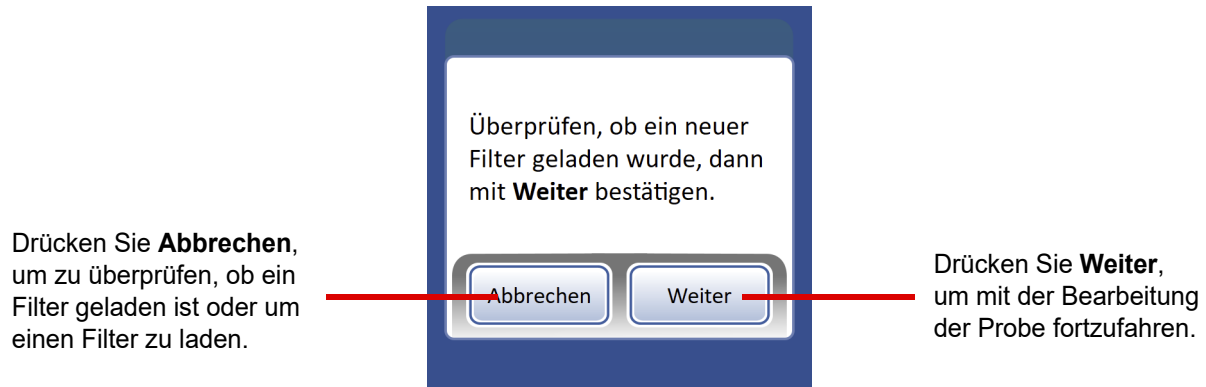 Überprüfen, ob ein neuer
Filter geladen wurde, dann
mit Weiter bestätigen.
Drücken Sie Abbrechen,
um zu überprüfen, ob ein
Filter geladen ist oder um
einen Filter zu laden.
Abbrechen
Weiter
Drücken Sie Weiter,
um mit der Bearbeitung
der Probe fortzufahren.